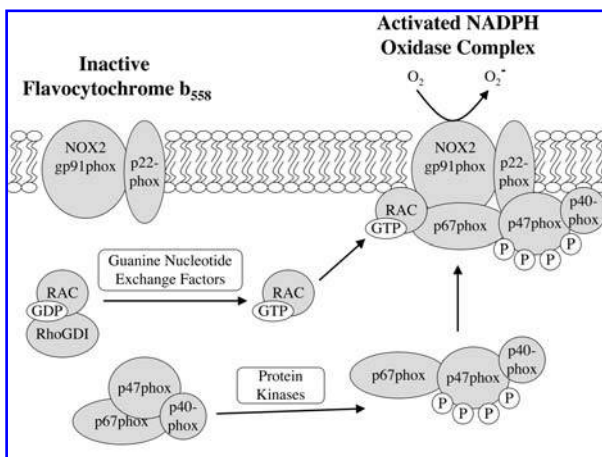 Activated NADPH
Oxidase Complex
Inactive
Flavocytochrome b558
O2
O2-
NOX2
gp91phox
p22-
phox
NOX2
gp91phox
p22-
phox
RAC
GTP
p67phox
p47phox
p40-
phox
P
P
P
P
Guanine Nucleotide
Exchange Factors
RAC
GDP
RhoGDI
RAC
GTP
p47phox
p67phox
p40-
phox
Protein
Kinases
p67phox
p47phox
p40-
phox
P
P
P
P